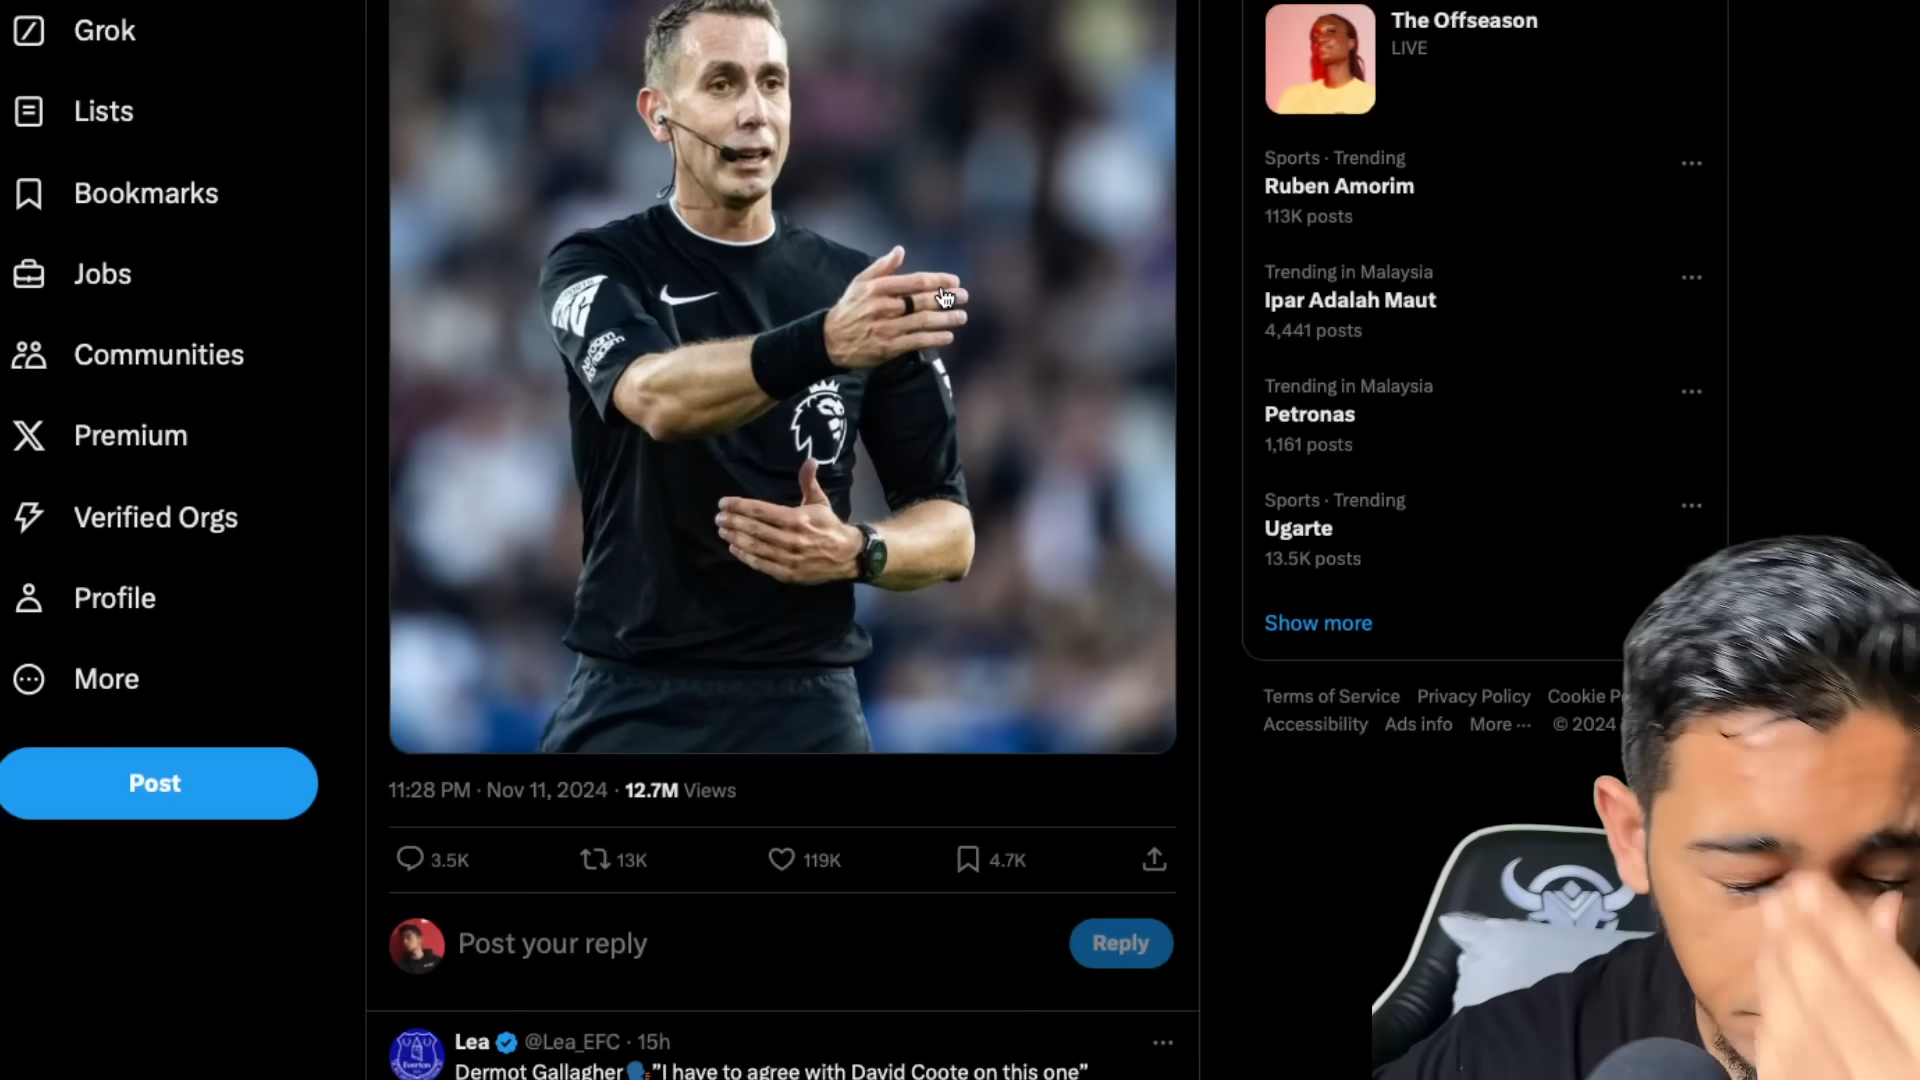 Grok
Lists
Bookmarks
Jobs
Communities
Premium
Verified Orgs
Profile
More
Post
11:28 PM · Nov 11, 2024 · 12.7M Views
3.5K
13K
119K
4.7K
Post your reply
Reply
Lea @Lea_EFC · 15h
Dermot Gallagher🗣️"I have to agree with David Coote on this one"
The Offseason
LIVE
Sports · Trending
Ruben Amorim
113K posts
Trending in Malaysia
Ipar Adalah Maut
4,441 posts
Trending in Malaysia
Petronas
1,161 posts
Sports · Trending
Ugarte
13.5K posts
Show more
Terms of Service Privacy Policy Cookie
Accessibility Ads info More ··· © 2024